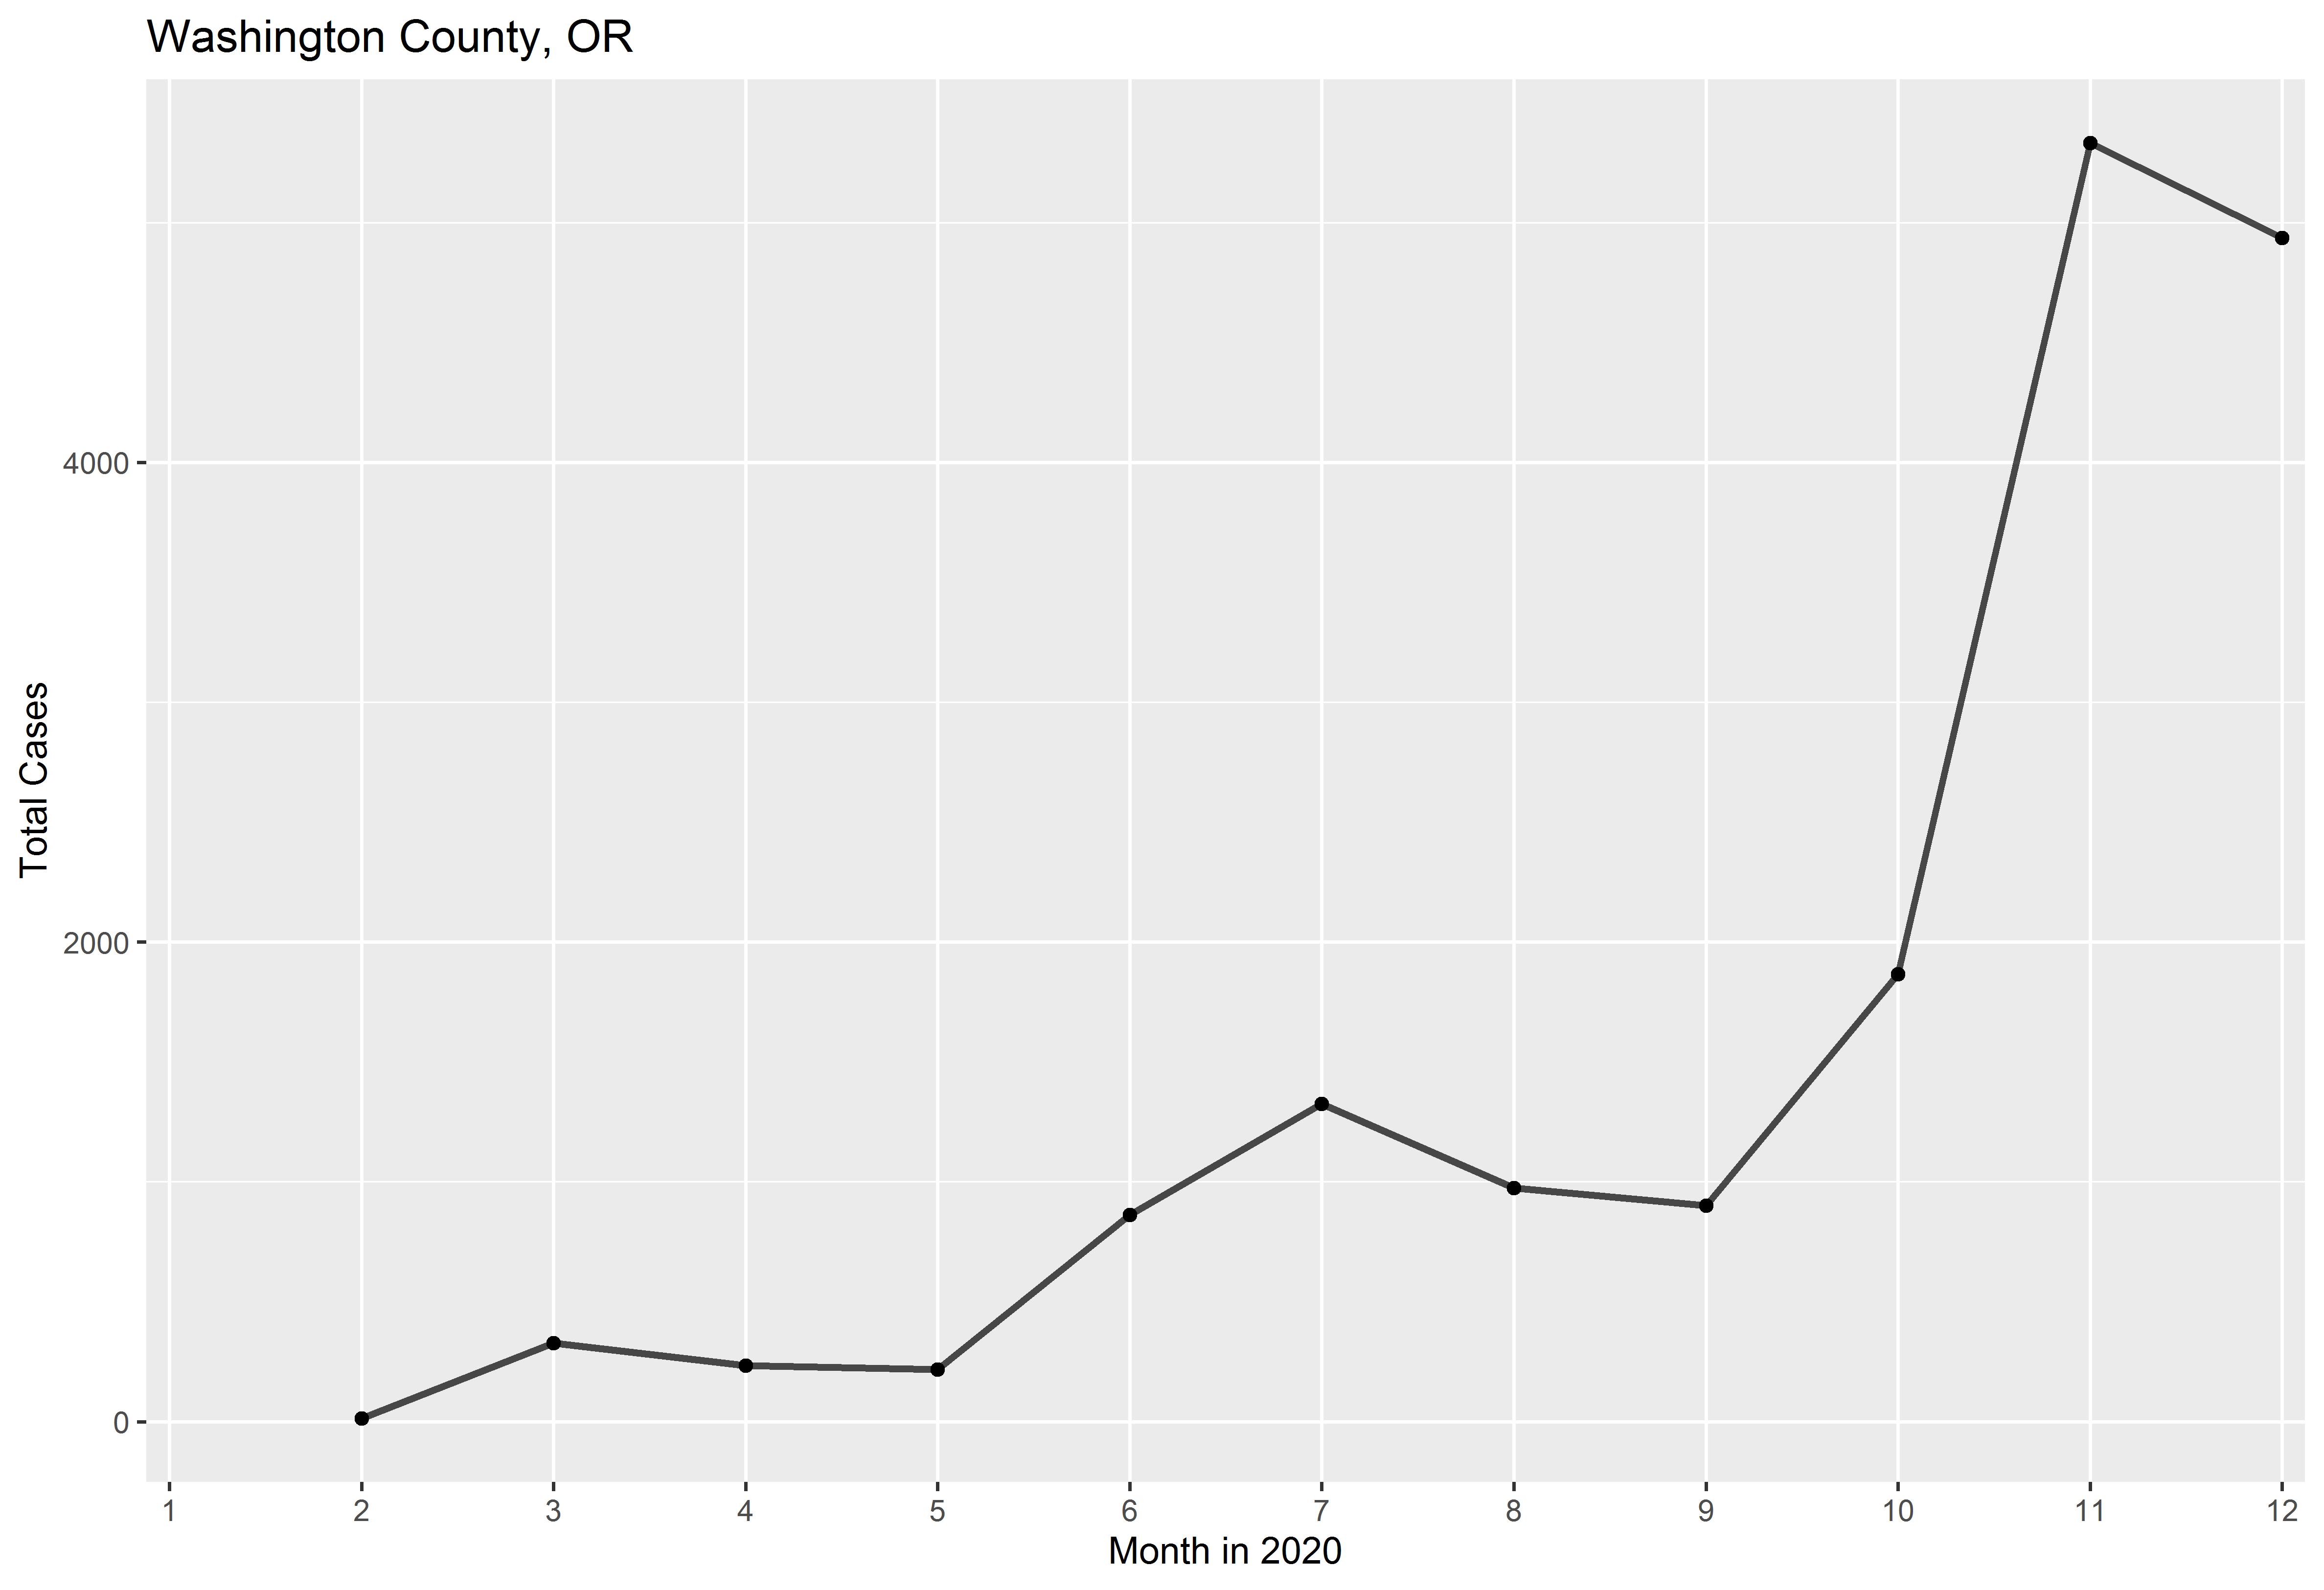 Washington County, OR
Total Cases
4000
2000
0
1 2 3 4 5 6 7 8 9 10 11 12
Month in 2020